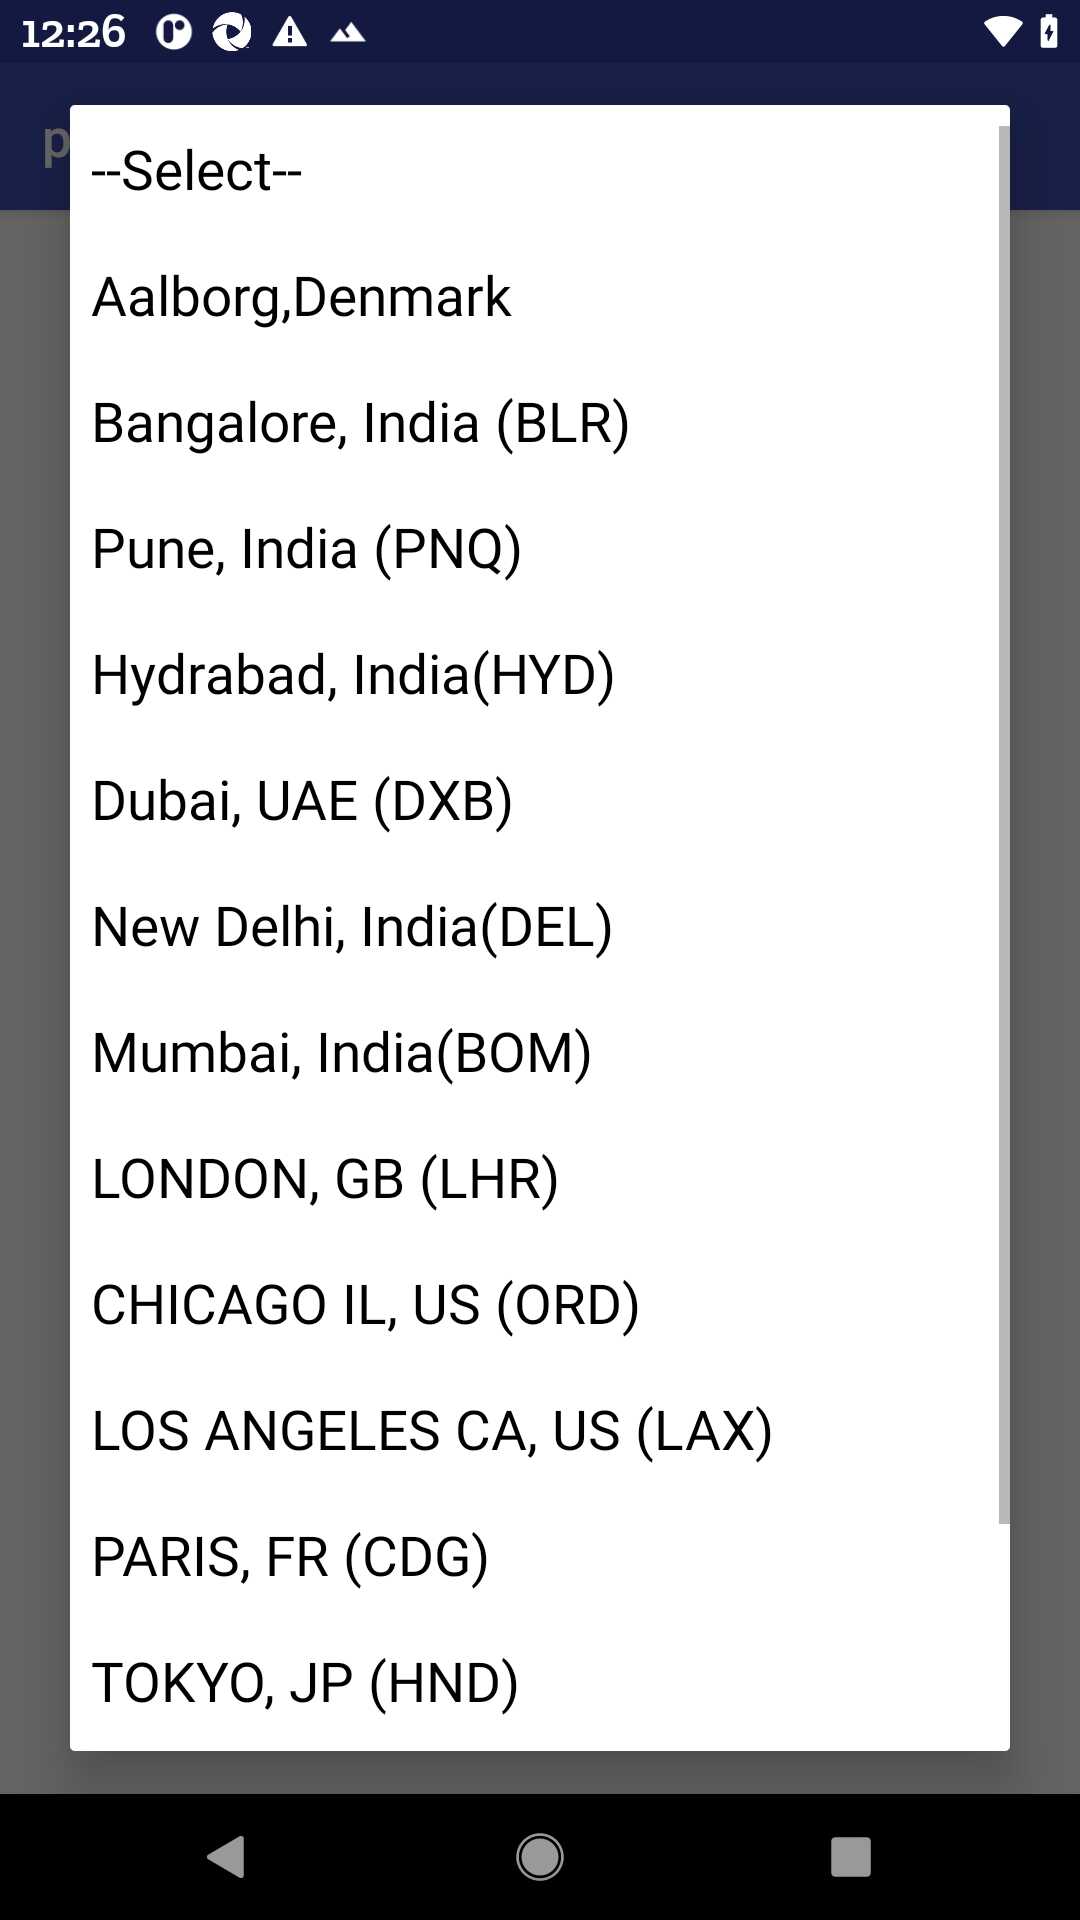 12:26
p
--Select--
Aalborg,Denmark
Bangalore, India (BLR)
Pune, India (PNQ)
Hydrabad, India(HYD)
Dubai, UAE (DXB)
New Delhi, India(DEL)
Mumbai, India(BOM)
LONDON, GB (LHR)
CHICAGO IL, US (ORD)
LOS ANGELES CA, US (LAX)
PARIS, FR (CDG)
TOKYO, JP (HND)